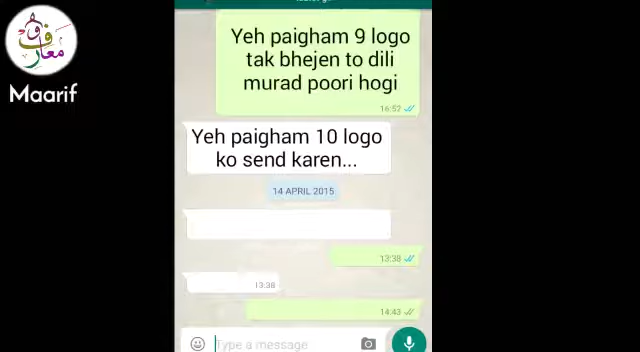 معارف
Maarif
Yeh paigham 9 logo
tak bhejen to dili
murad poori hogi
16:52
Yeh paigham 10 logo
ko send karen...
14 APRIL 2015
13:38
13:38
14:43
Type a message